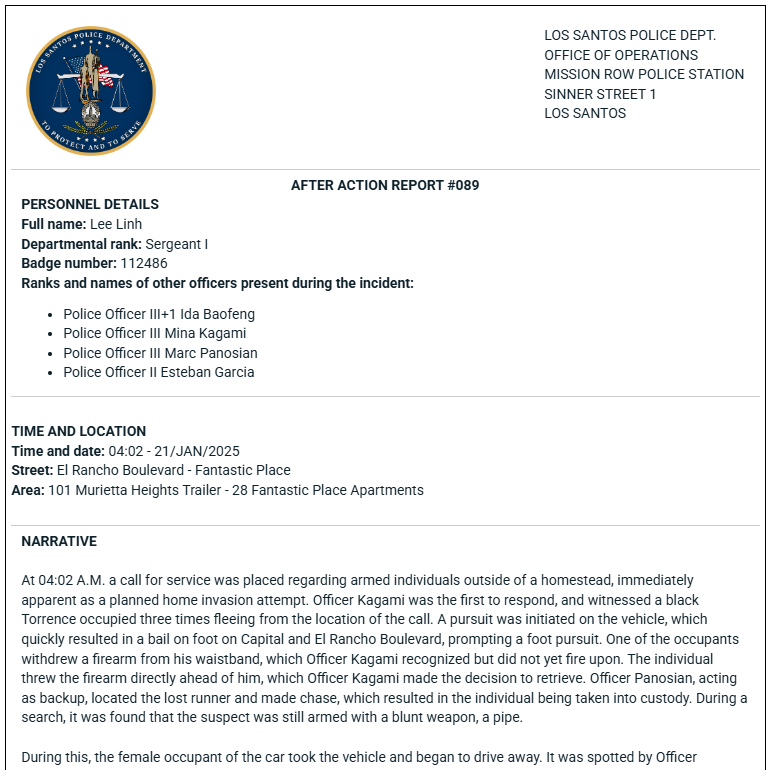 LOS SANTOS POLICE DEPARTMENT
TO PROTECT AND TO SERVE
LOS SANTOS POLICE DEPT.
OFFICE OF OPERATIONS
MISSION ROW POLICE STATION
SINNER STREET 1
LOS SANTOS
AFTER ACTION REPORT #089
PERSONNEL DETAILS
Full name: Lee Linh
Departmental rank: Sergeant I
Badge number: 112486
Ranks and names of other officers present during the incident:
• Police Officer III+1 Ida Baofeng
• Police Officer III Mina Kagami
• Police Officer III Marc Panosian
• Police Officer II Esteban Garcia
TIME AND LOCATION
Time and date: 04:02 - 21/JAN/2025
Street: El Rancho Boulevard - Fantastic Place
Area: 101 Murietta Heights Trailer - 28 Fantastic Place Apartments
NARRATIVE
At 04:02 A.M. a call for service was placed regarding armed individuals outside of a homestead, immediately
apparent as a planned home invasion attempt. Officer Kagami was the first to respond, and witnessed a black
Torrence occupied three times fleeing from the location of the call. A pursuit was initiated on the vehicle, which
quickly resulted in a bail on foot on Capital and El Rancho Boulevard, prompting a foot pursuit. One of the occupants
withdrew a firearm from his waistband, which Officer Kagami recognized but did not yet fire upon. The individual
threw the firearm directly ahead of him, which Officer Kagami made the decision to retrieve. Officer Panosian, acting
as backup, located the lost runner and made chase, which resulted in the individual being taken into custody. During a
search, it was found that the suspect was still armed with a blunt weapon, a pipe.
During this, the female occupant of the car took the vehicle and began to drive away. It was spotted by Officer